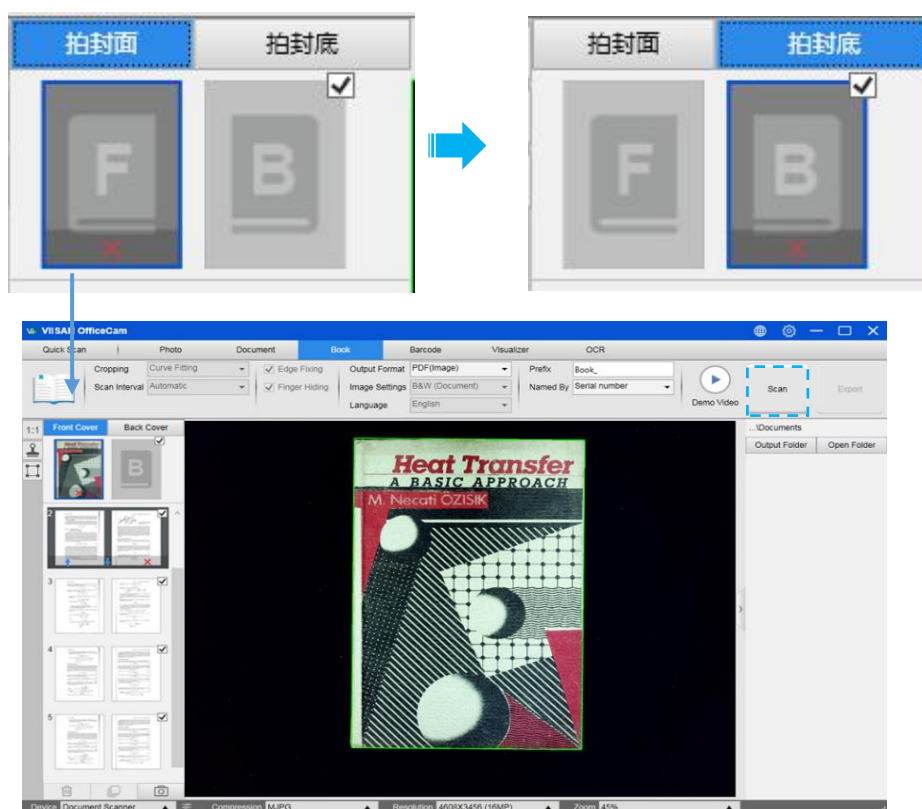 拍封面 拍封底
F B
拍封面 拍封底
F B
VIISAN OfficeCam
Quick Scan Photo Document Book Barcode Visualizer OCR
Cropping Curve Fitting Edge Fixing Output Format PDF(Image) Prefix Book_
Scan Interval Automatic Finger Hiding Image Settings B&W (Document) Named By Serial number
Language English
Demo Video
Scan
Export
1:1 Front Cover Back Cover
...\Documents
Output Folder Open Folder
Heat Transfer
B
Heat Transfer
A BASIC APPROACH
M. Necati ÖZISIK
2
3
4
5
Device Document Scanner Compression MJPG Resolution 4608X3456 (16MP) Zoom 45%